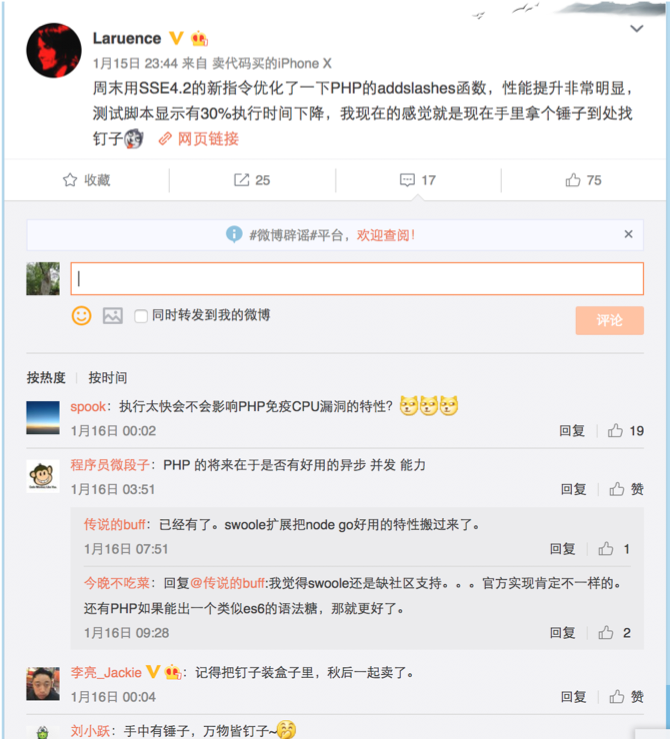 Laruence
1月15日 23:44 来自 卖代码买的iPhone X
周末用SSE4.2的新指令优化了一下PHP的addslashes函数，性能提升非常明显，
测试脚本显示有30%执行时间下降，我现在的感觉就是现在手里拿个锤子到处找
钉子 网页链接
收藏 25 17 75
#微博辟谣#平台，欢迎查阅！ ×
同时转发到我的微博 评论
按热度 按时间
spook：执行太快会不会影响PHP免疫CPU漏洞的特性？
1月16日 00:02 回复 19
程序员微段子：PHP 的将来在于是否有好用的异步 并发 能力
1月16日 03:51 回复 赞
传说的buff：已经有了。swoole扩展把node go好用的特性搬过来了。
1月16日 07:51 回复 1
今晚不吃菜：回复@传说的buff:我觉得swoole还是缺社区支持。。。官方实现肯定不一样的。
还有PHP如果能出一个类似es6的语法糖，那就更好了。
1月16日 09:28 回复 2
李亮_Jackie：记得把钉子装盒子里，秋后一起卖了。
1月16日 00:04 回复 赞
刘小跃：手中有锤子，万物皆钉子~